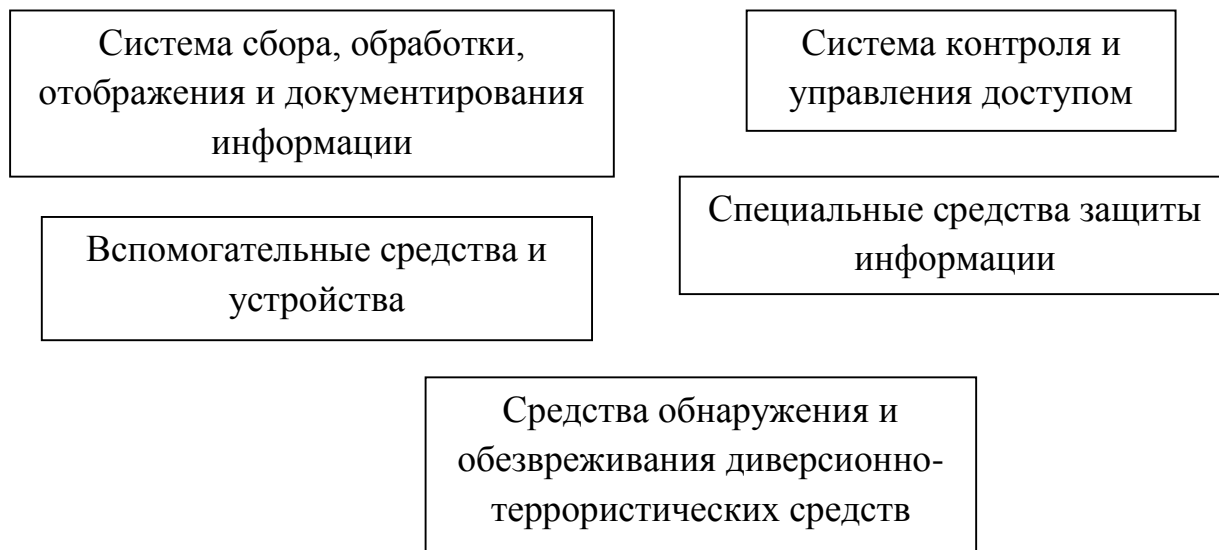 Система сбора, обработки,
отображения и документирования
информации
Система контроля и
управления доступом
Вспомогательные средства и
устройства
Специальные средства защиты
информации
Средства обнаружения и
обезвреживания диверсионно-
террористических средств